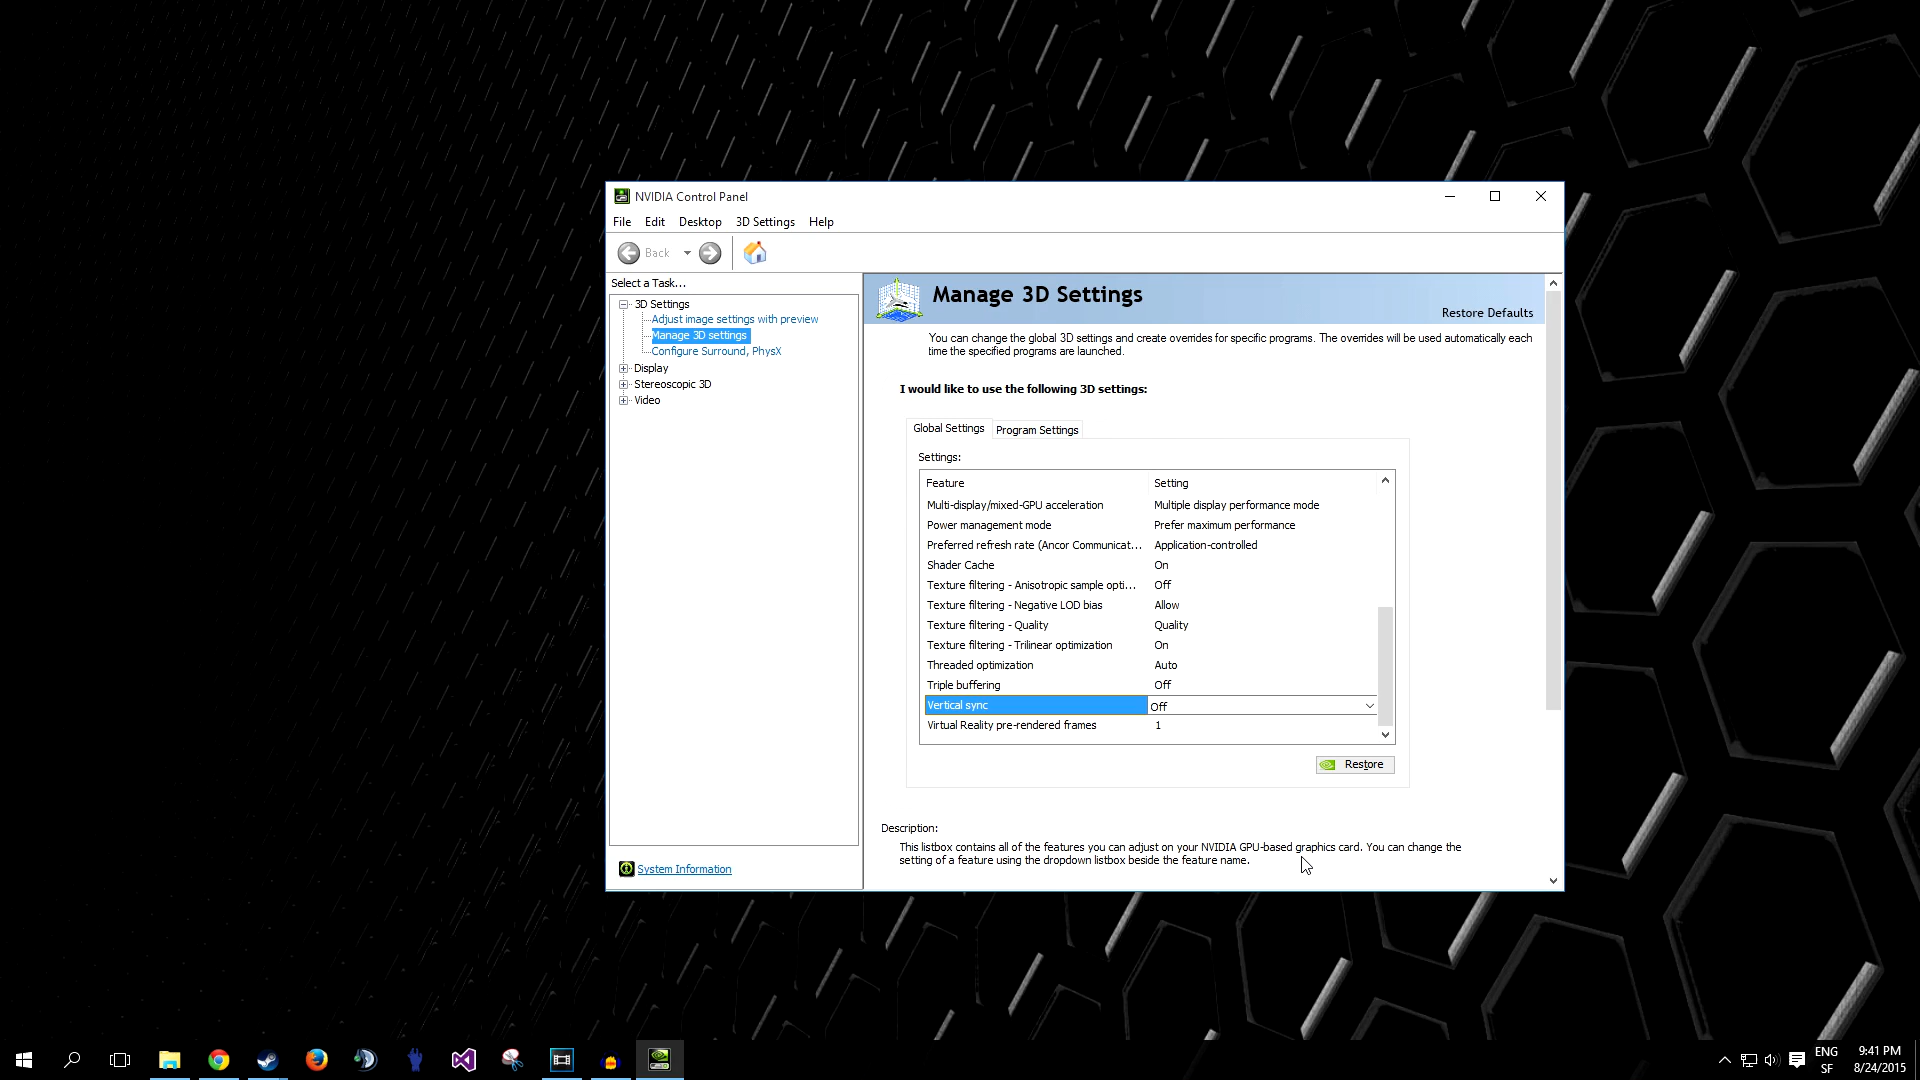 NVIDIA Control Panel
File Edit Desktop 3D Settings Help
Back
Select a Task...
3D Settings
Adjust image settings with preview
Manage 3D settings
Configure Surround, PhysX
Display
Stereoscopic 3D
Video
System Information
Manage 3D Settings
Restore Defaults
You can change the global 3D settings and create overrides for specific programs. The overrides will be used automatically each
time the specified programs are launched.
I would like to use the following 3D settings:
Global Settings Program Settings
Settings:
Feature Setting
Multi-display/mixed-GPU acceleration Multiple display performance mode
Power management mode Prefer maximum performance
Preferred refresh rate (Ancor Communicat... Application-controlled
Shader Cache On
Texture filtering - Anisotropic sample opti... Off
Texture filtering - Negative LOD bias Allow
Texture filtering - Quality Quality
Texture filtering - Trilinear optimization On
Threaded optimization Auto
Triple buffering Off
Vertical sync Off
Virtual Reality pre-rendered frames 1
Restore
Description:
This listbox contains all of the features you can adjust on your NVIDIA GPU-based graphics card. You can change the
setting of a feature using the dropdown listbox beside the feature name.
ENG 9:41 PM
SF 8/24/2015